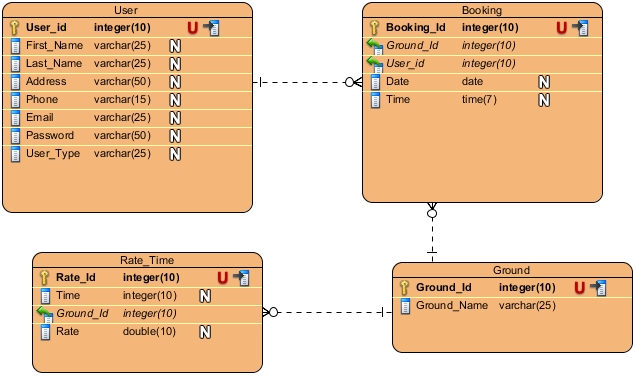 User
User_id integer(10) U
First_Name varchar(25) N
Last_Name varchar(25) N
Address varchar(50) N
Phone varchar(15) N
Email varchar(25) N
Password varchar(50) N
User_Type varchar(25) N
Booking
Booking_Id integer(10) U
Ground_Id integer(10)
User_id integer(10)
Date date N
Time time(7) N
Rate_Time
Rate_Id integer(10) U
Time integer(10) N
Ground_Id integer(10)
Rate double(10) N
Ground
Ground_Id integer(10) U
Ground_Name varchar(25)